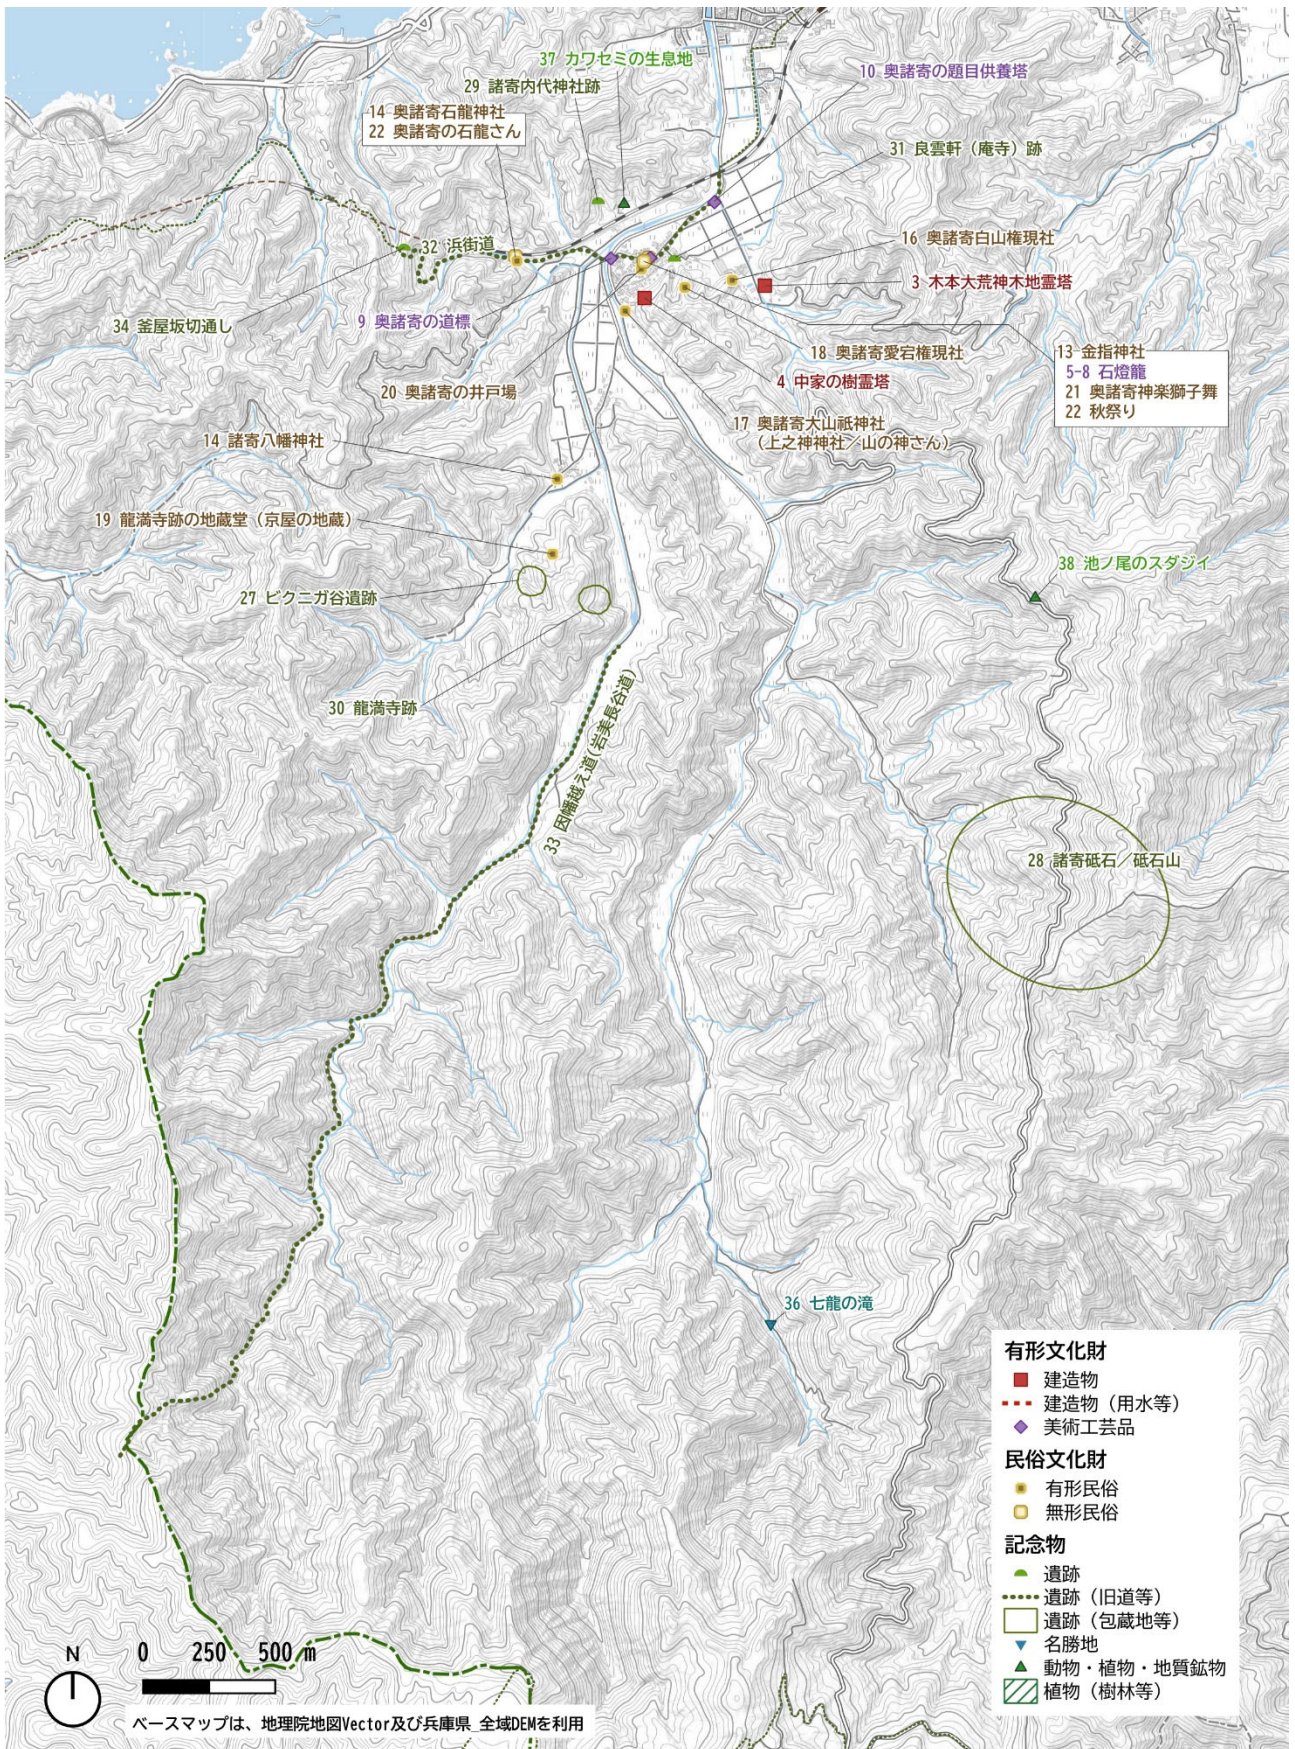 37 カワセミの生息地
10 奥諸寄の題目供養塔
29 諸寄内代神社跡
14 奥諸寄石龍神社
22 奥諸寄の石龍さん
31 良雲軒（庵寺）跡
32 浜街道
16 奥諸寄白山権現社
3 木本大荒神木地霊塔
34 釜屋坂切通し
9 奥諸寄の道標
18 奥諸寄愛宕権現社
13 金指神社
5-8 石燈龍
21 奥諸寄神楽獅子舞
22 秋祭り
20 奥諸寄の井戸場
4 中家の樹霊塔
17 奥諸寄大山祇神社
（上之神神社／山の神さん）
14 諸寄八幡神社
19 龍満寺跡の地蔵堂（京屋の地蔵）
38 池ノ尾のスダジイ
27 ビクニガ谷遺跡
30 龍満寺跡
33 因幡越え道(岩美長谷道)
28 諸寄砥石／砥石山
36 七龍の滝
有形文化財
建造物
建造物（用水等）
美術工芸品
民俗文化財
有形民俗
無形民俗
記念物
遺跡
遺跡（旧道等）
遺跡（包蔵地等）
名勝地
動物・植物・地質鉱物
植物（樹林等）
N
0 250 500 m
ベースマップは、地理院地図Vector及び兵庫県_全域DEMを利用